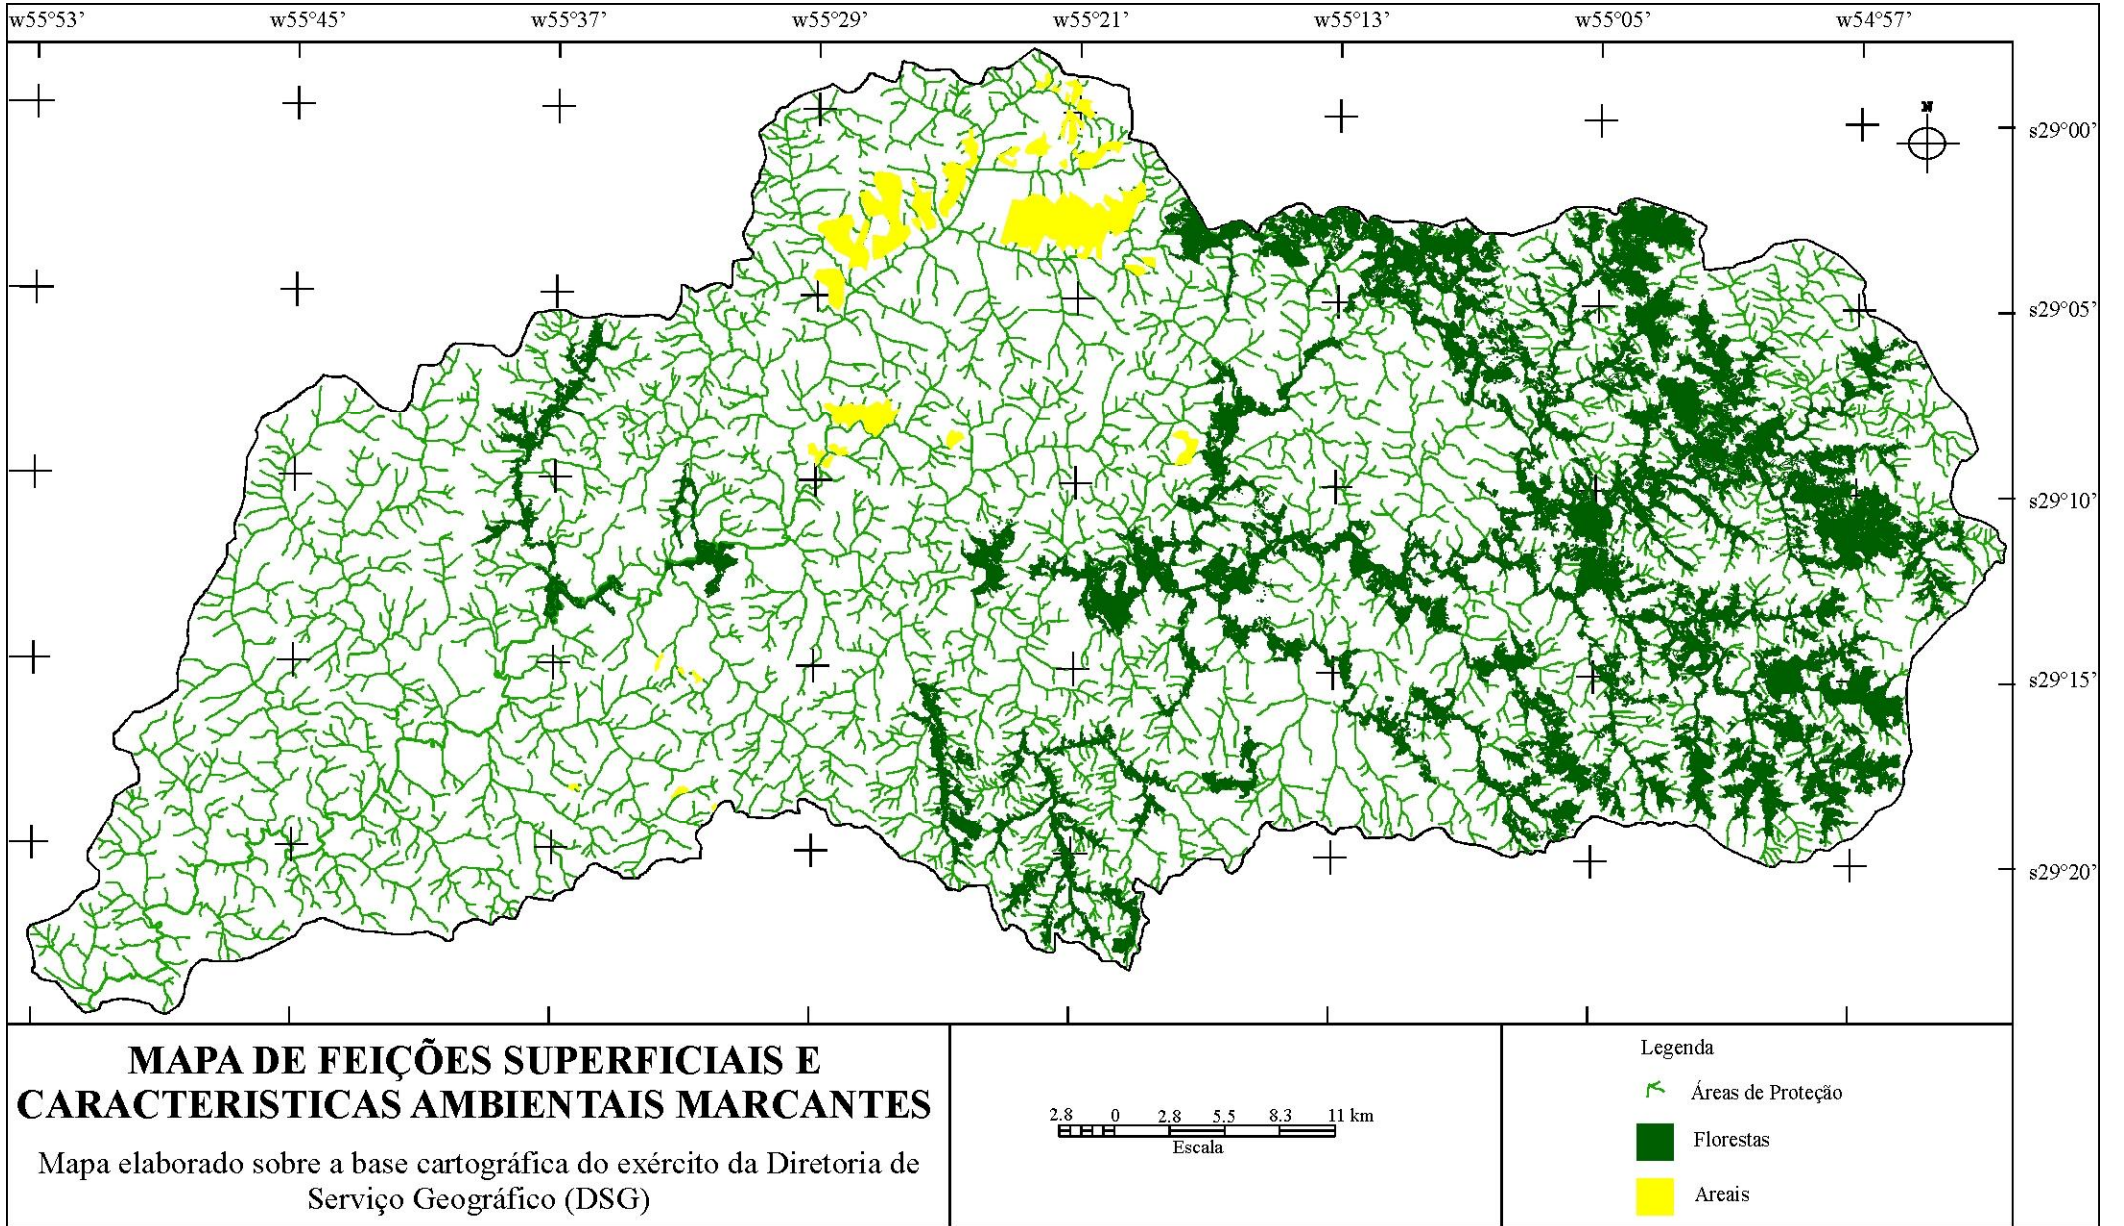 w55°53’
w55°45’
w55°37’
w55°29’
w55°21’
w55°13’
w55°05’
w54°57’
N
s29°00’
s29°05’
s29°10’
s29°15’
s29°20’
MAPA DE FEIÇÕES SUPERFICIAIS E
CARACTERISTICAS AMBIENTAIS MARCANTES
Mapa elaborado sobre a base cartográfica do exército da Diretoria de
Serviço Geográfico (DSG)
2.8 0 2.8 5.5 8.3 11 km
Escala
Legenda
Áreas de Proteção
Florestas
Areais